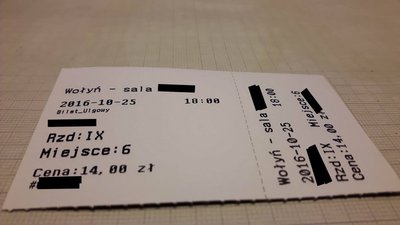 Wołyń - sala
2016-10-25 18:00
Bilet_Ulgowy
Rzd:IX
Miejsce:6
Cena:14,00 zł
#
Wołyń - sala
2016-10-25 18:00
Rzd:IX Miejsce:6
Cena:14,00 zł